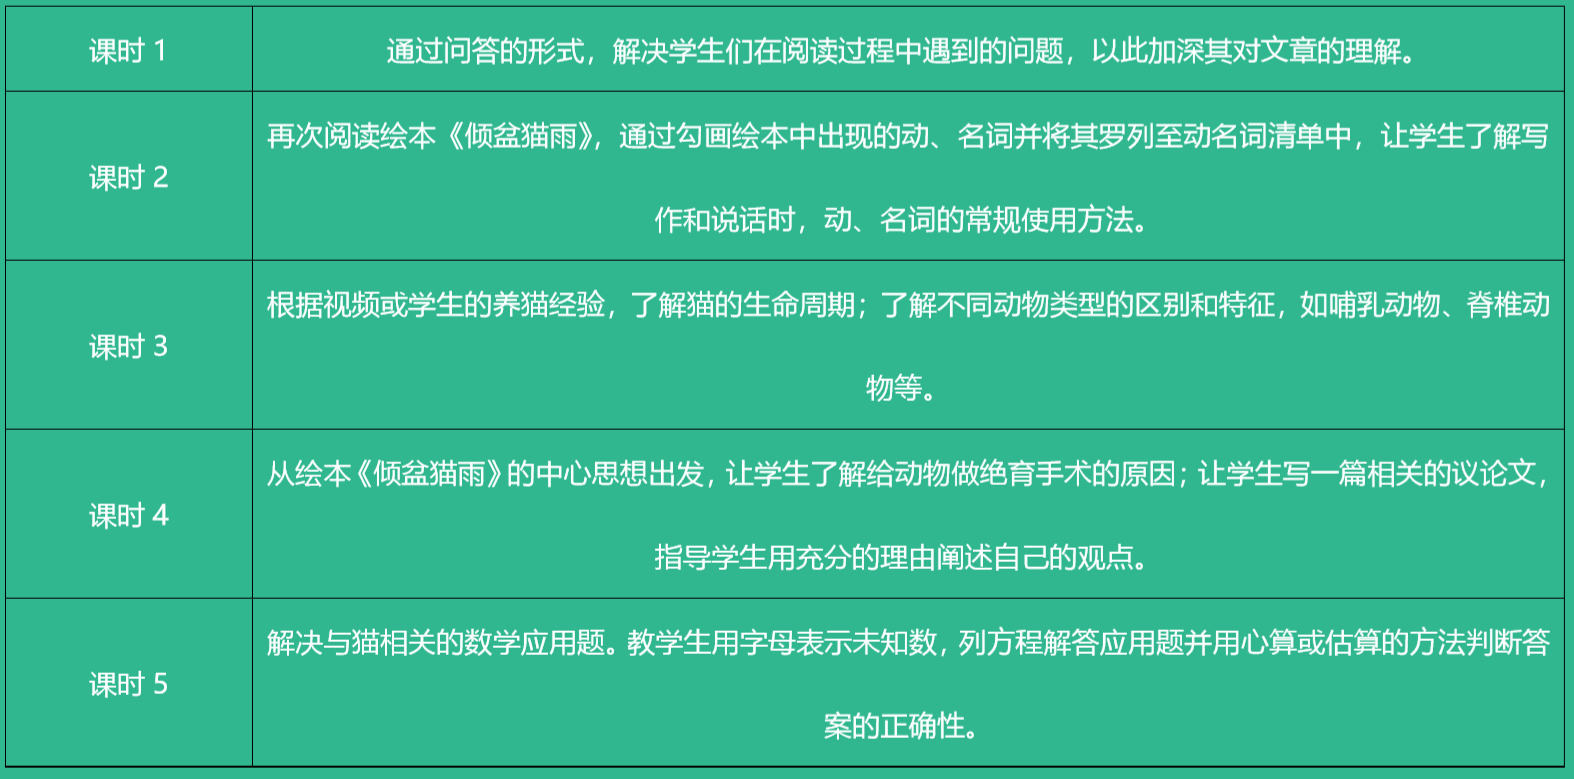 课时 1
通过问答的形式，解决学生们在阅读过程中遇到的问题，以此加深其对文章的理解。
课时 2
再次阅读绘本《倾盆猫雨》，通过勾画绘本中出现的动、名词并将其罗列至动名词清单中，让学生了解写
作和说话时，动、名词的常规使用方法。
课时 3
根据视频或学生的养猫经验，了解猫的生命周期；了解不同动物类型的区别和特征，如哺乳动物、脊椎动
物等。
课时 4
从绘本《倾盆猫雨》的中心思想出发，让学生了解给动物做绝育手术的原因；让学生写一篇相关的议论文，
指导学生用充分的理由阐述自己的观点。
课时 5
解决与猫相关的数学应用题。教学生用字母表示未知数，列方程解答应用题并用心算或估算的方法判断答
案的正确性。